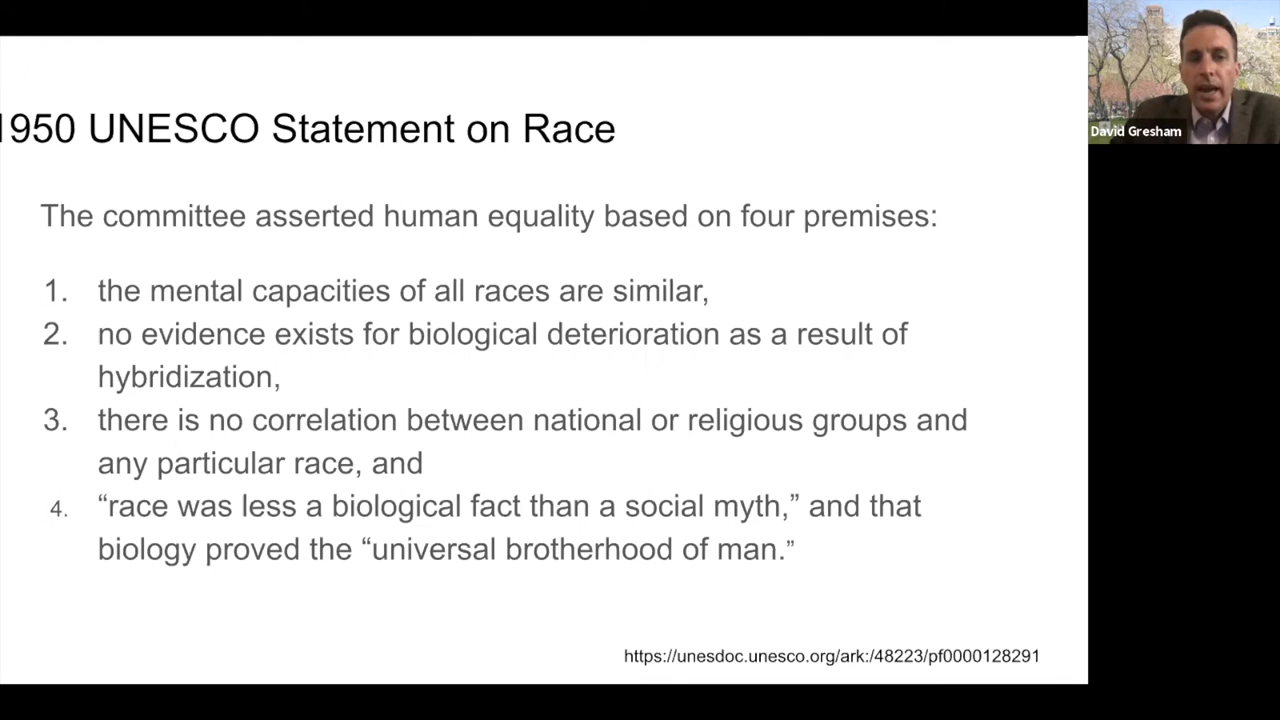 1950 UNESCO Statement on Race
David Gresham
The committee asserted human equality based on four premises:
1. the mental capacities of all races are similar,
2. no evidence exists for biological deterioration as a result of
hybridization,
3. there is no correlation between national or religious groups and
any particular race, and
4. “race was less a biological fact than a social myth,” and that
biology proved the “universal brotherhood of man.”
https://unesdoc.unesco.org/ark:/48223/pf0000128291